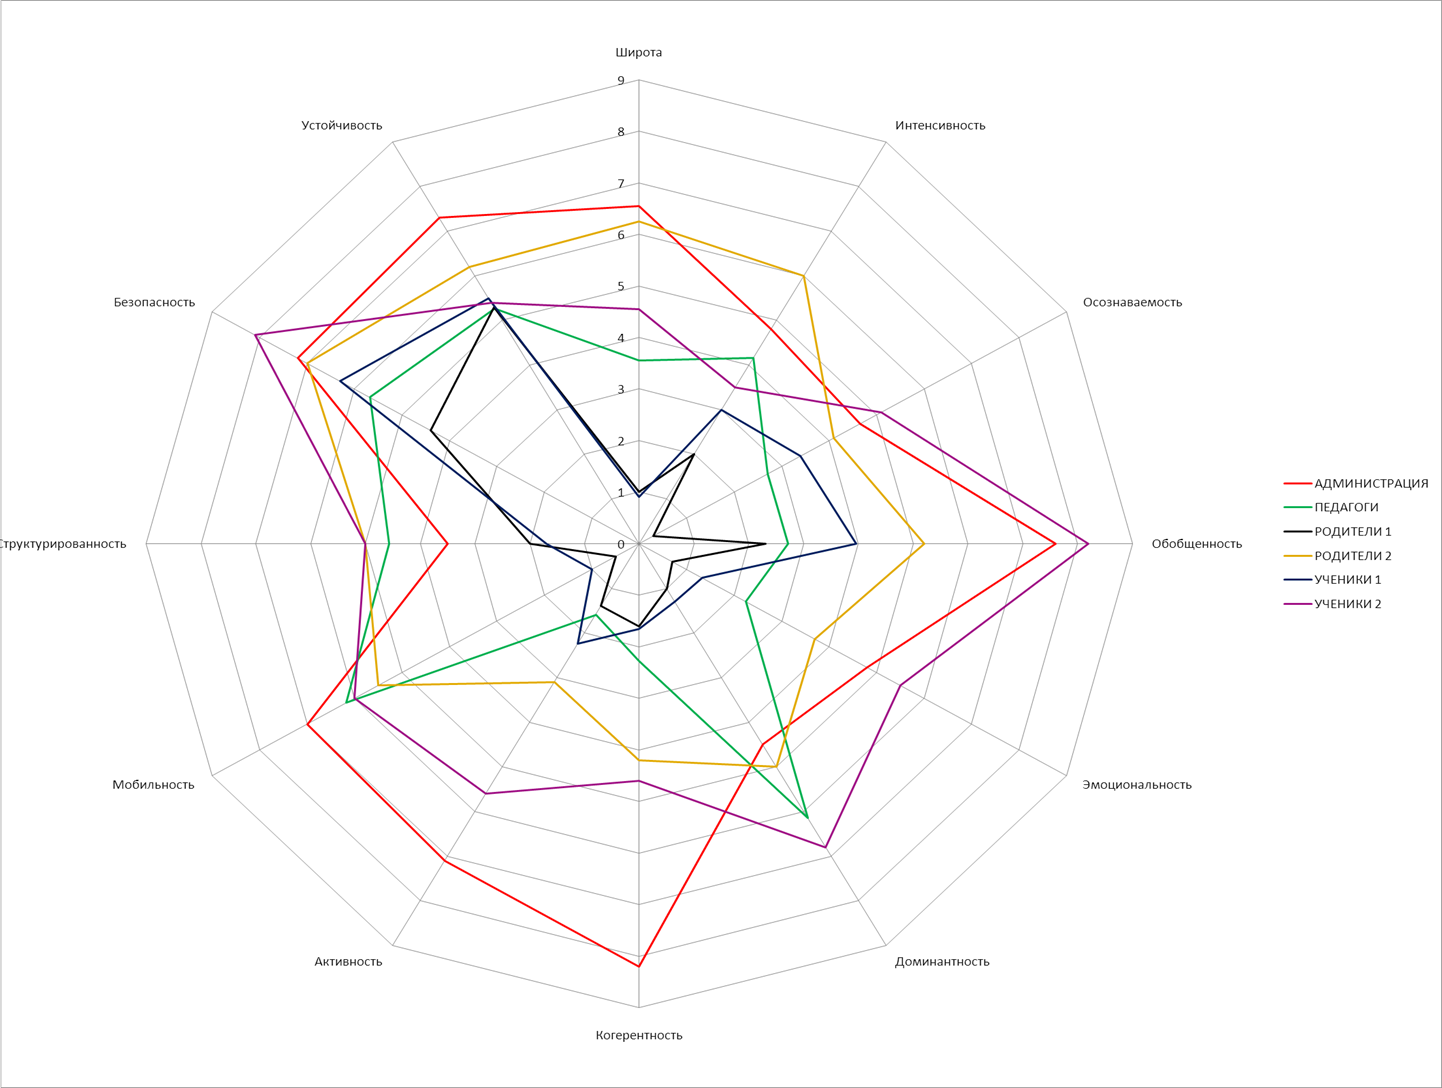 Широта
9
Устойчивость
Интенсивность
8
7
6
Безопасность
Осознаваемость
5
4
3
2
1
0
труктурированность
Обобщенность
АДМИНИСТРАЦИЯ
ПЕДАГОГИ
РОДИТЕЛИ 1
РОДИТЕЛИ 2
УЧЕНИКИ 1
УЧЕНИКИ 2
Мобильность
Эмоциональность
Активность
Доминантность
Когерентность